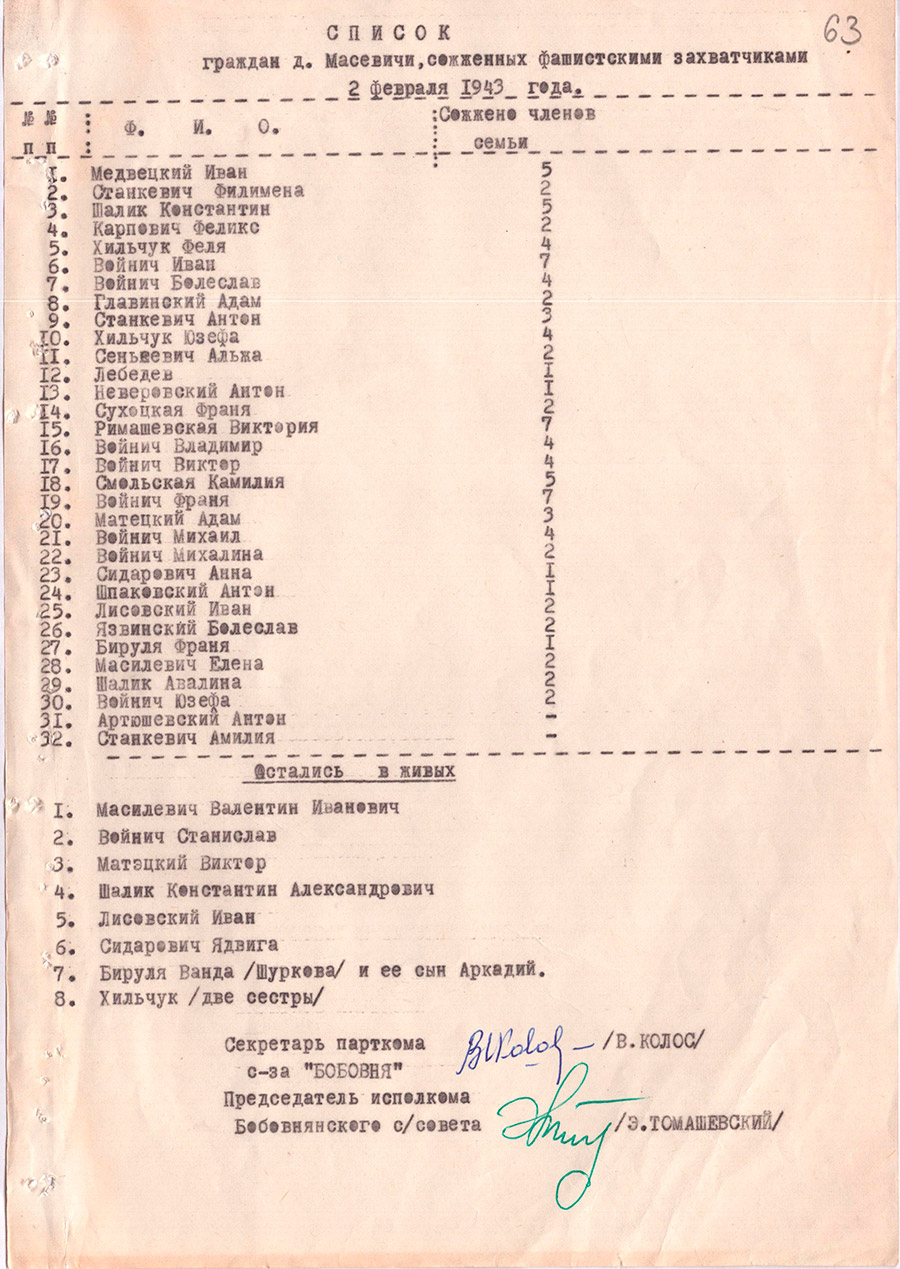 63
СПИСОК
граждан д. Масевичи, сожженных фашистскими захватчиками
2 февраля 1943 года.
№ № Ф. И. О. Сожжено членов
п п семьи
1. Медвецкий Иван 5
2. Станкевич Филимена 2
3. Шалик Константин 5
4. Карпович Феликс 2
5. Хильчук Феля 4
6. Войнич Иван 7
7. Войнич Болеслав 4
8. Главинский Адам 2
9. Станкевич Антон 3
10. Хильчук Юзефа 4
11. Сенькевич Альжа 2
12. Лебедев 1
13. Неверовский Антон 1
14. Сухоцкая Франя 2
15. Римашевская Виктория 7
16. Войнич Владимир 4
17. Войнич Виктор 4
18. Смольская Камилия 5
19. Войнич Франя 7
20. Матецкий Адам 3
21. Войнич Михаил 4
22. Войнич Михалина 2
23. Сидарович Анна 1
24. Шпаковский Антон 1
25. Лисовский Иван 2
26. Язвинский Болеслав 2
27. Бируля Франя 1
28. Масилевич Елена 2
29. Шалик Авалина 2
30. Войнич Юзефа 2
31. Артюшевский Антон -
32. Станкевич Амилия -
Остались в живых
1. Масилевич Валентин Иванович
2. Войнич Станислав
3. Матэцкий Виктор
4. Шалик Константин Александрович
5. Лисовский Иван
6. Сидарович Ядвига
7. Бируля Ванда /Шуркова/ и ее сын Аркадий.
8. Хильчук /две сестры/
Секретарь парткома /В.КОЛОС/
с-за "БОБОВНЯ"
Председатель исполкома
Бобовнянского с/совета /Э.ТОМАШЕВСКИЙ/